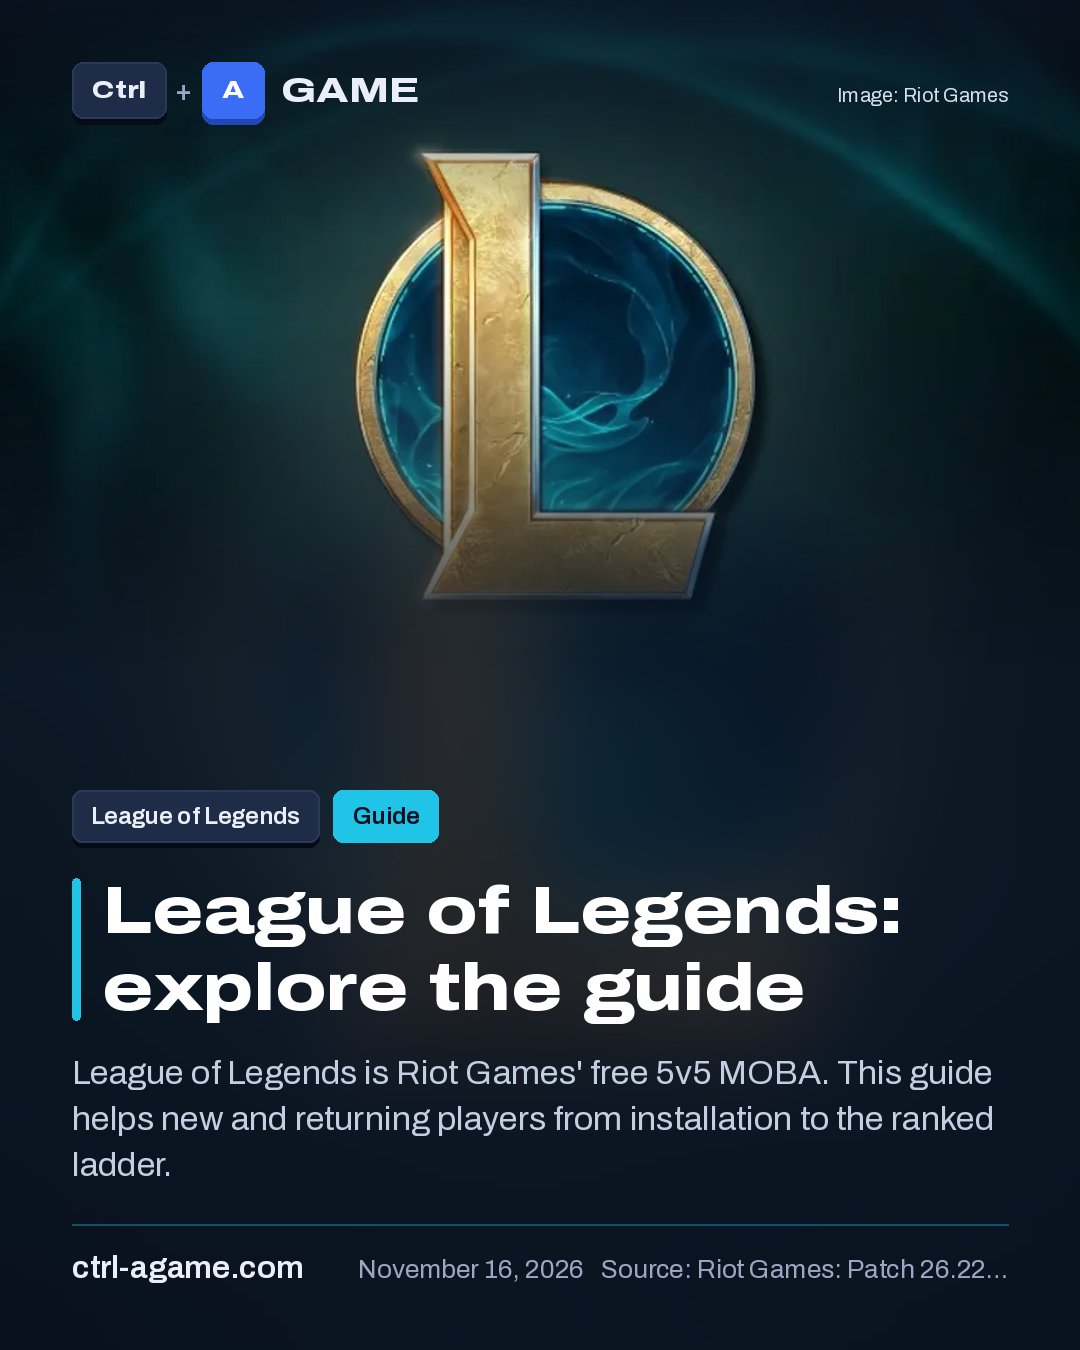 Ctrl + A GAME
Image: Riot Games
League of Legends
Guide
League of Legends:
explore the guide
League of Legends is Riot Games' free 5v5 MOBA. This guide
helps new and returning players from installation to the ranked
ladder.
ctrl-agame.com
November 16, 2026 Source: Riot Games: Patch 26.22...